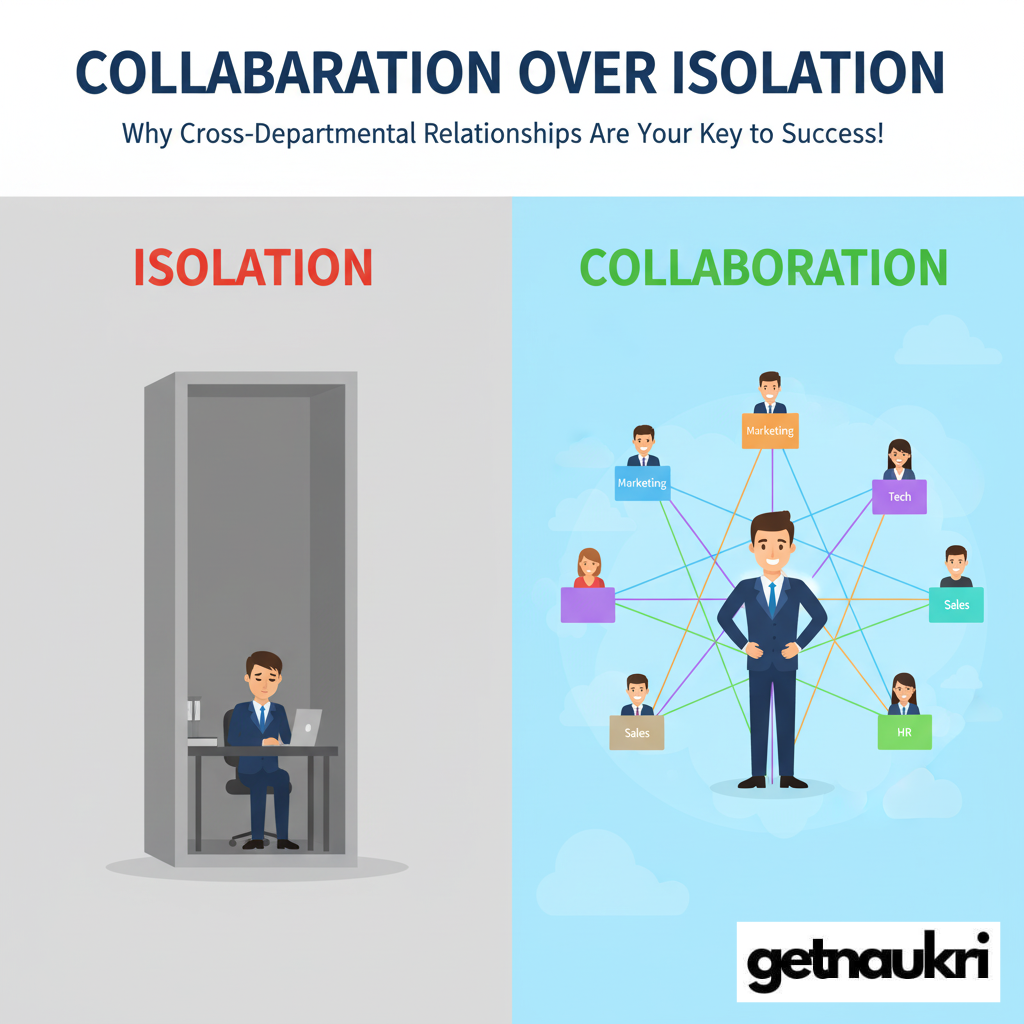 COLLABARATION OVER ISOLATION
Why Cross-Departmental Relationships Are Your Key to Success!
ISOLATION
COLLABORATION
Marketing
Marketing
Tech
Sales
Sales
HR
getnaukri